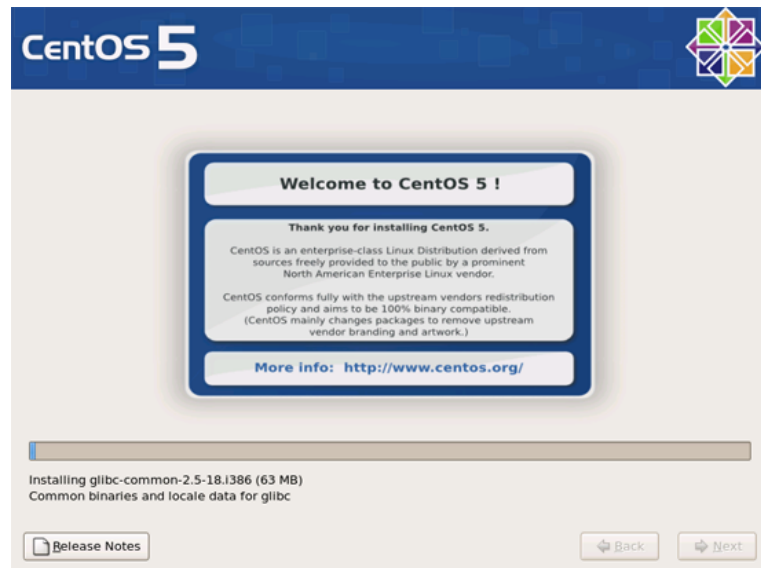 CentOS 5
Welcome to CentOS 5 !
Thank you for installing CentOS 5.
CentOS is an enterprise-class Linux Distribution derived from
sources freely provided to the public by a prominent
North American Enterprise Linux vendor.
CentOS conforms fully with the upstream vendors redistribution
policy and aims to be 100% binary compatible.
(CentOS mainly changes packages to remove upstream
vendor branding and artwork.)
More info: http://www.centos.org/
Installing glibc-common-2.5-18.i386 (63 MB)
Common binaries and locale data for glibc
Release Notes
Back
Next